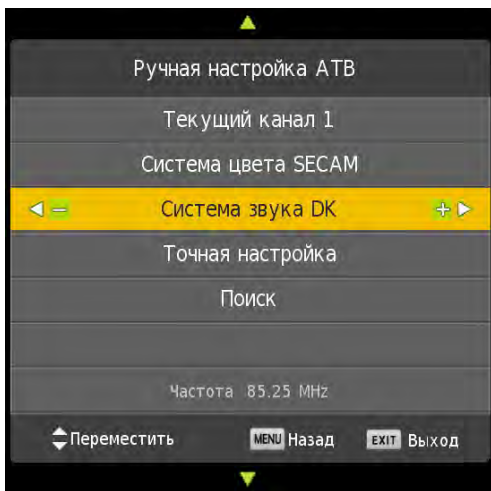 Ручная настройка АТВ
Текущий канал 1
Система цвета SECAM
– Система звука DK +
Точная настройка
Поиск
Частота 85.25 MHz
Переместить MENU Назад EXIT Выход